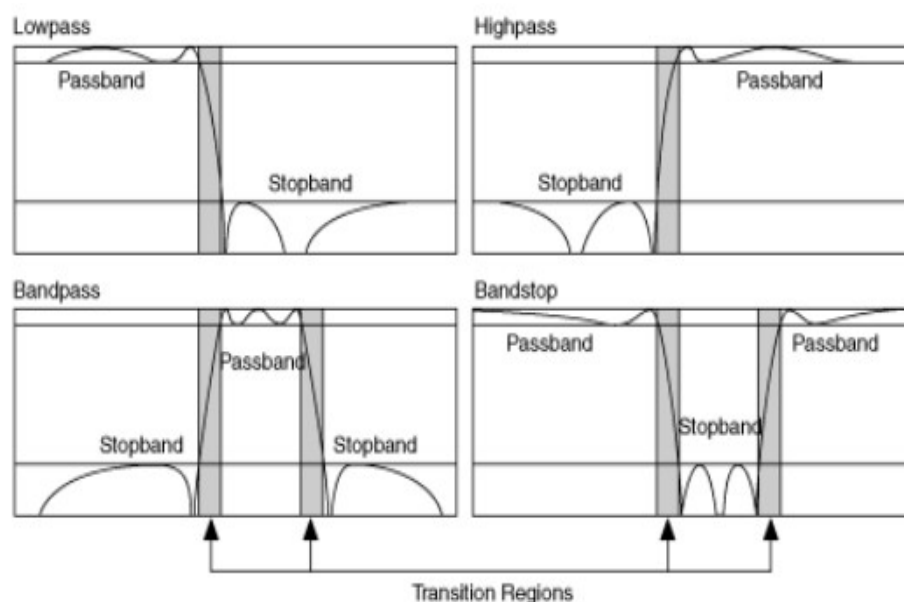 Lowpass
Highpass
Passband
Passband
Stopband
Stopband
Bandpass
Bandstop
Passband
Passband
Passband
Stopband
Stopband
Stopband
Transition Regions